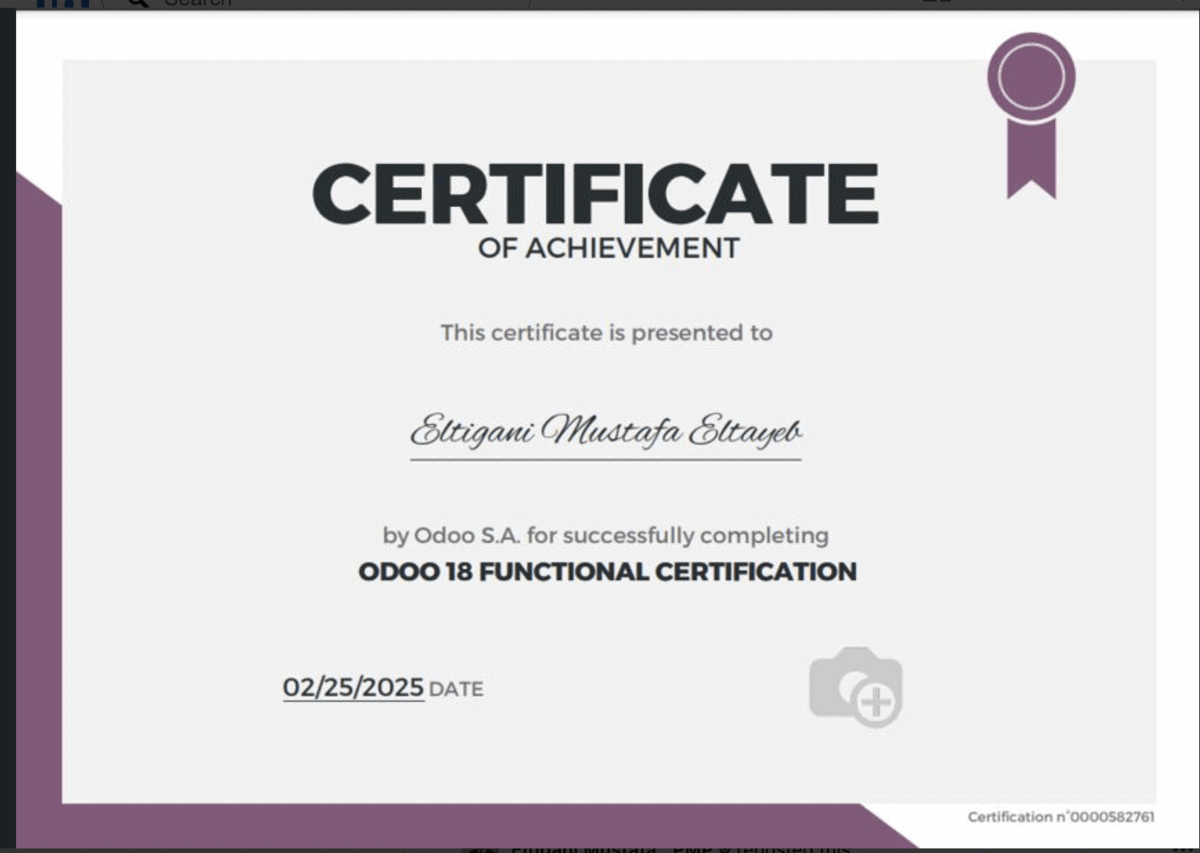 Search
CERTIFICATE
OF ACHIEVEMENT
This certificate is presented to
Eltigani Mustafa Eltayeb
by Odoo S.A. for successfully completing
ODOO 18 FUNCTIONAL CERTIFICATION
02/25/2025 DATE
Certification n°0000582761